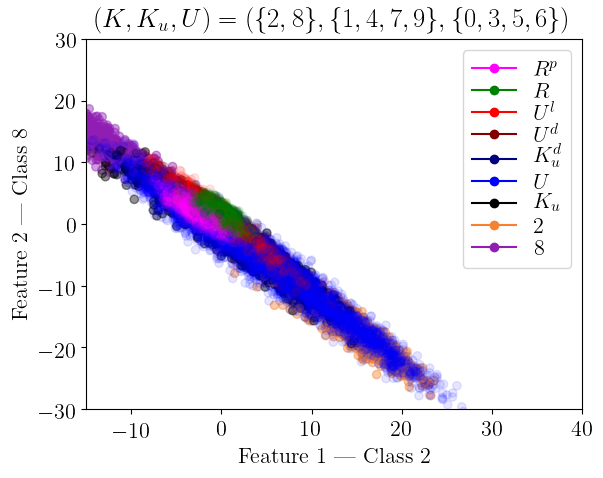 (K, K_u, U) = ({2, 8}, {1, 4, 7, 9}, {0, 3, 5, 6})
30
20
10
0
−10
−20
−30
Feature 2 — Class 8
R^p
R
U^l
U^d
K_u^d
U
K_u
2
8
−10
0
10
20
30
40
Feature 1 — Class 2